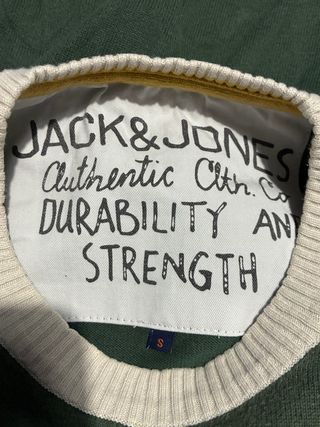 JACK&JONES
Authentic Clth. Co
DURABILITY AN
STRENGTH
S